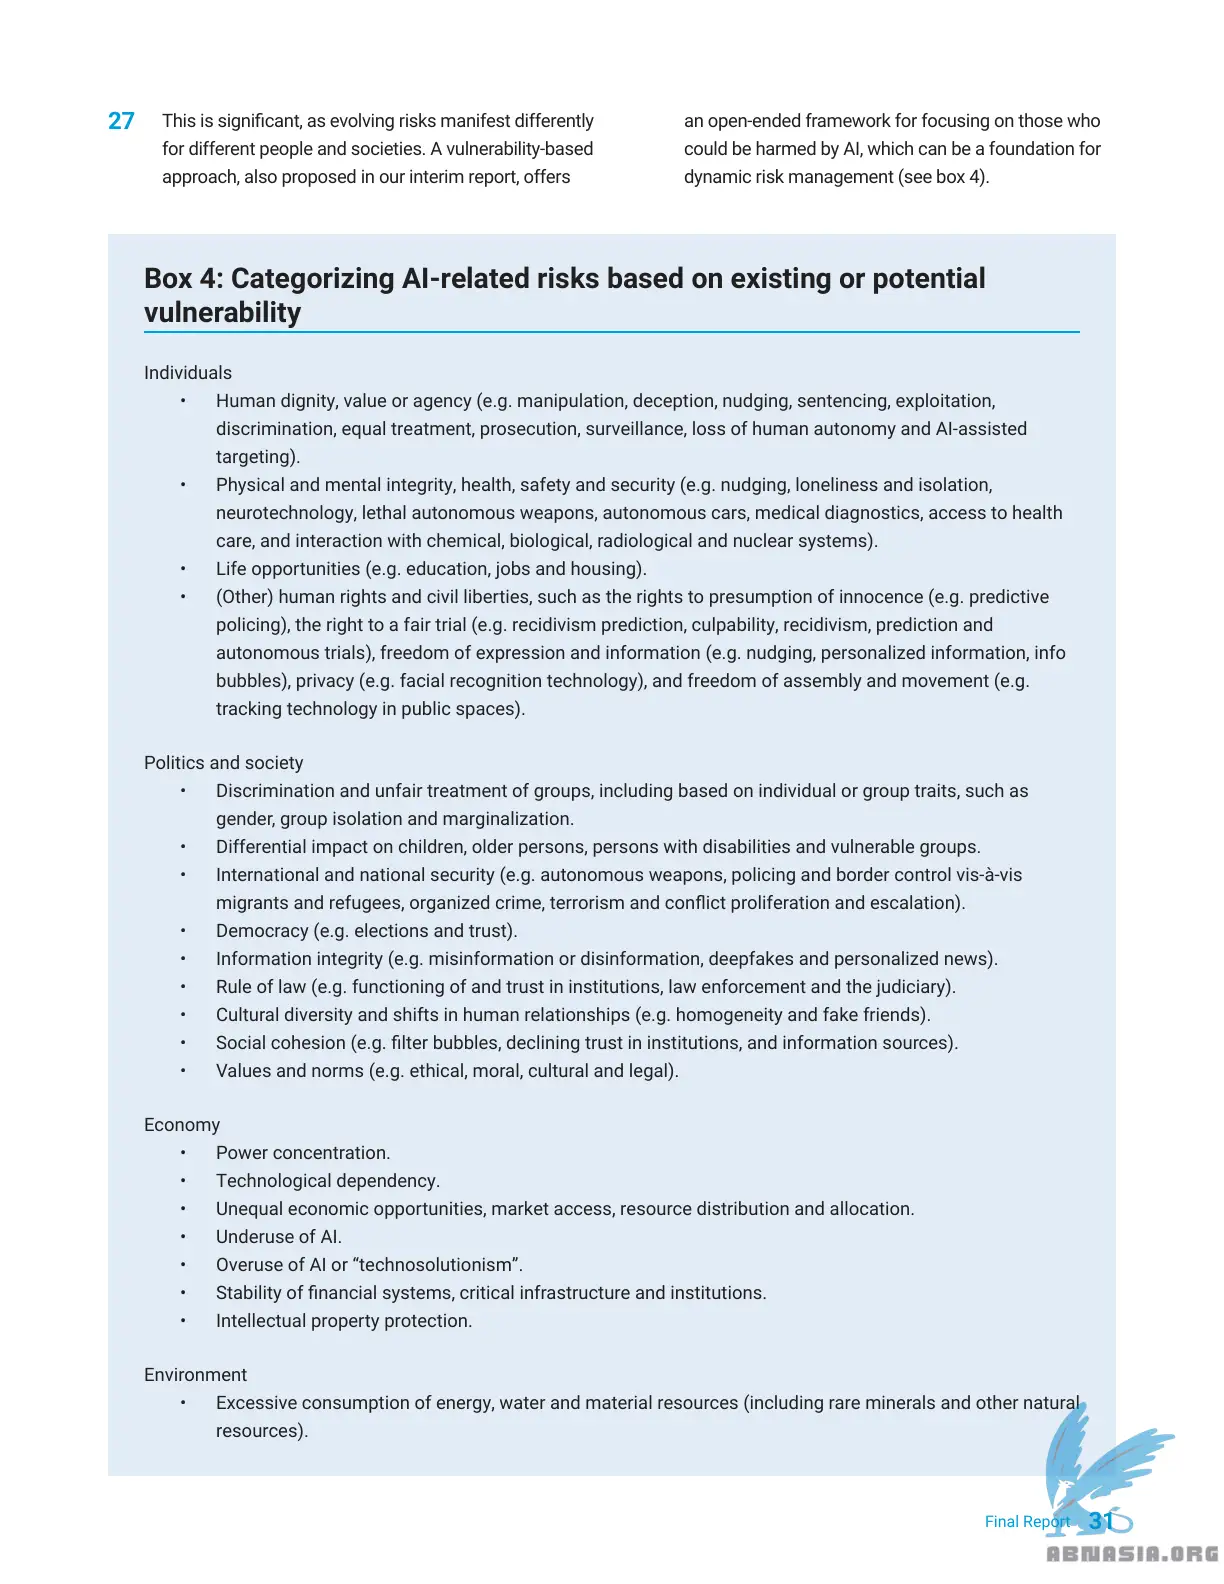 27
This is significant, as evolving risks manifest differently
for different people and societies. A vulnerability-based
approach, also proposed in our interim report, offers
an open-ended framework for focusing on those who
could be harmed by AI, which can be a foundation for
dynamic risk management (see box 4).
Box 4: Categorizing AI-related risks based on existing or potential
vulnerability
Individuals
• Human dignity, value or agency (e.g. manipulation, deception, nudging, sentencing, exploitation,
discrimination, equal treatment, prosecution, surveillance, loss of human autonomy and AI-assisted
targeting).
• Physical and mental integrity, health, safety and security (e.g. nudging, loneliness and isolation,
neurotechnology, lethal autonomous weapons, autonomous cars, medical diagnostics, access to health
care, and interaction with chemical, biological, radiological and nuclear systems).
• Life opportunities (e.g. education, jobs and housing).
• (Other) human rights and civil liberties, such as the rights to presumption of innocence (e.g. predictive
policing), the right to a fair trial (e.g. recidivism prediction, culpability, recidivism, prediction and
autonomous trials), freedom of expression and information (e.g. nudging, personalized information, info
bubbles), privacy (e.g. facial recognition technology), and freedom of assembly and movement (e.g.
tracking technology in public spaces).
Politics and society
• Discrimination and unfair treatment of groups, including based on individual or group traits, such as
gender, group isolation and marginalization.
• Differential impact on children, older persons, persons with disabilities and vulnerable groups.
• International and national security (e.g. autonomous weapons, policing and border control vis-à-vis
migrants and refugees, organized crime, terrorism and conflict proliferation and escalation).
• Democracy (e.g. elections and trust).
• Information integrity (e.g. misinformation or disinformation, deepfakes and personalized news).
• Rule of law (e.g. functioning of and trust in institutions, law enforcement and the judiciary).
• Cultural diversity and shifts in human relationships (e.g. homogeneity and fake friends).
• Social cohesion (e.g. filter bubbles, declining trust in institutions, and information sources).
• Values and norms (e.g. ethical, moral, cultural and legal).
Economy
• Power concentration.
• Technological dependency.
• Unequal economic opportunities, market access, resource distribution and allocation.
• Underuse of AI.
• Overuse of AI or “technosolutionism”.
• Stability of financial systems, critical infrastructure and institutions.
• Intellectual property protection.
Environment
• Excessive consumption of energy, water and material resources (including rare minerals and other natural
resources).
Final Report 31
ABNASIA.ORG